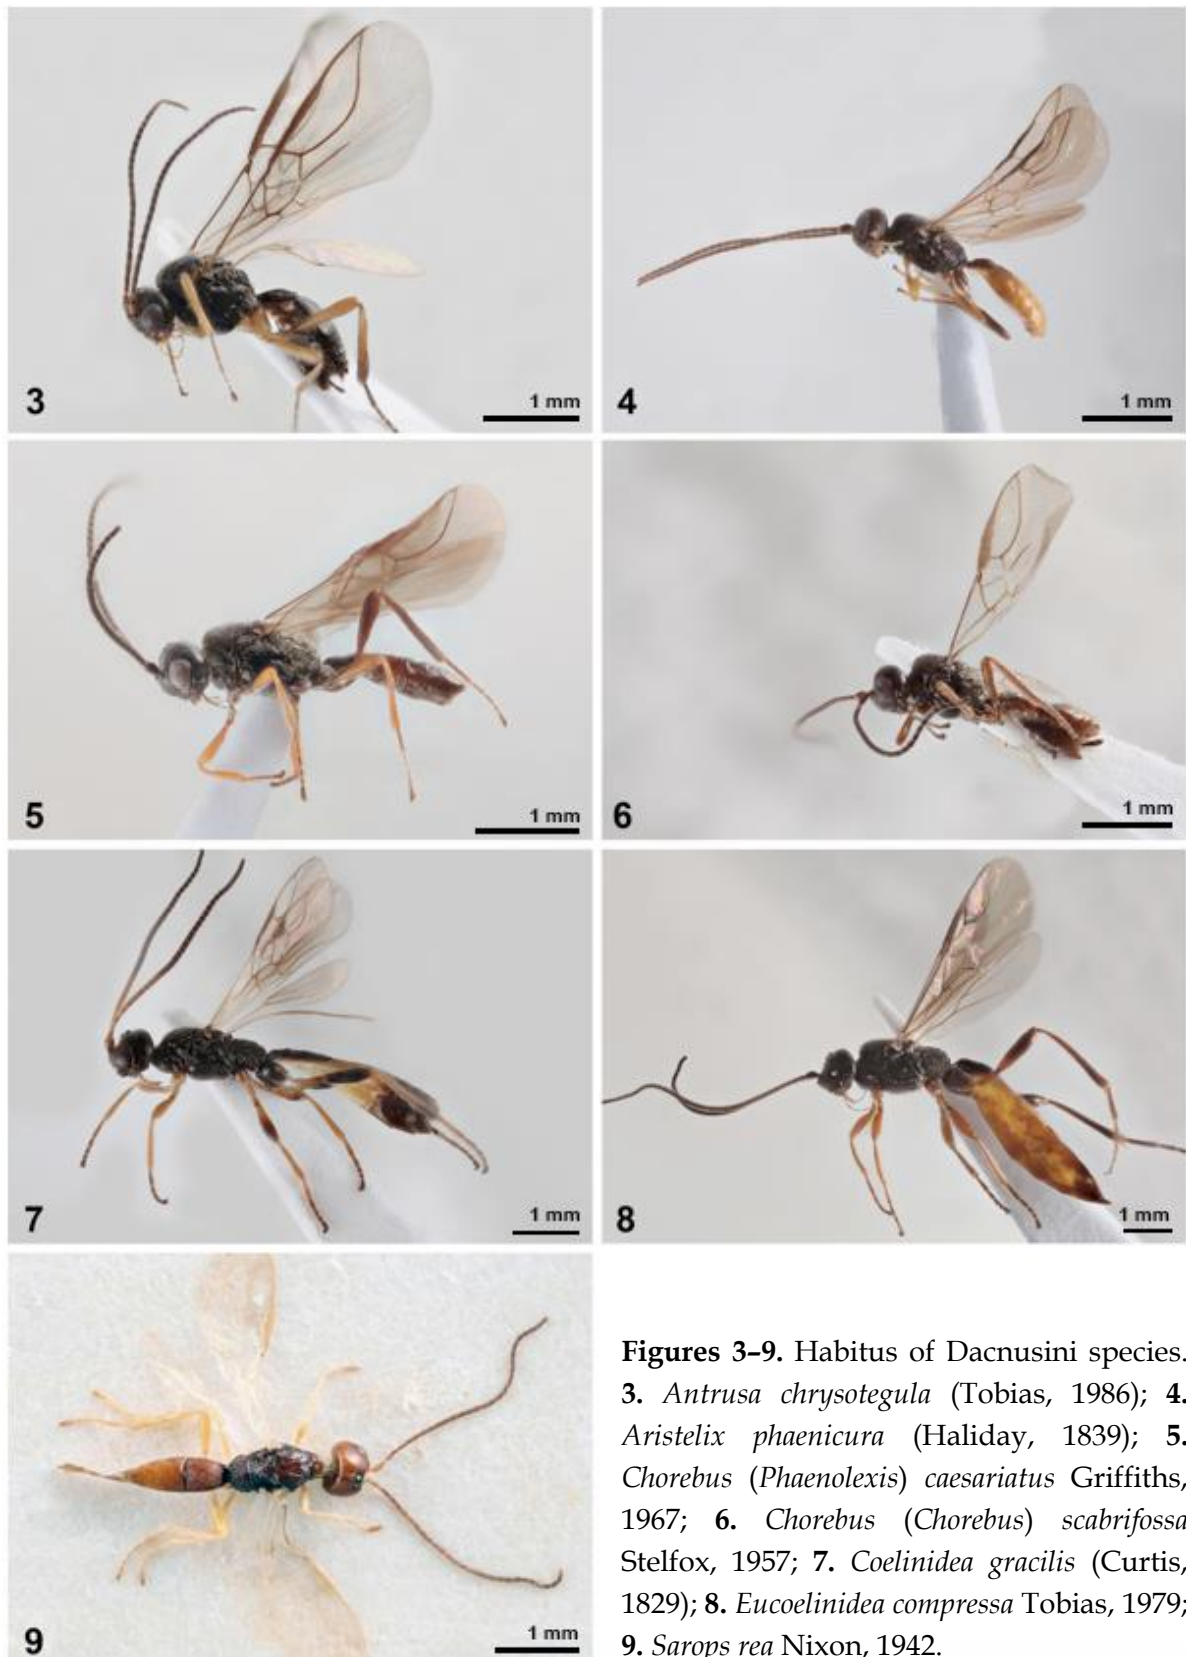 3
1 mm
4
1 mm
5
1 mm
6
1 mm
7
1 mm
8
1 mm
9
1 mm
Figures 3–9. Habitus of Dacnusini species.
3. Antrusa chrysotegula (Tobias, 1986); 4.
Aristelix phaenicura (Haliday, 1839); 5.
Chorebus (Phaenolexis) caesariatus Griffiths,
1967; 6. Chorebus (Chorebus) scabrifossa
Stelfox, 1957; 7. Coelinidea gracilis (Curtis,
1829); 8. Eucoelinidea compressa Tobias, 1979;
9. Sarops rea Nixon, 1942.